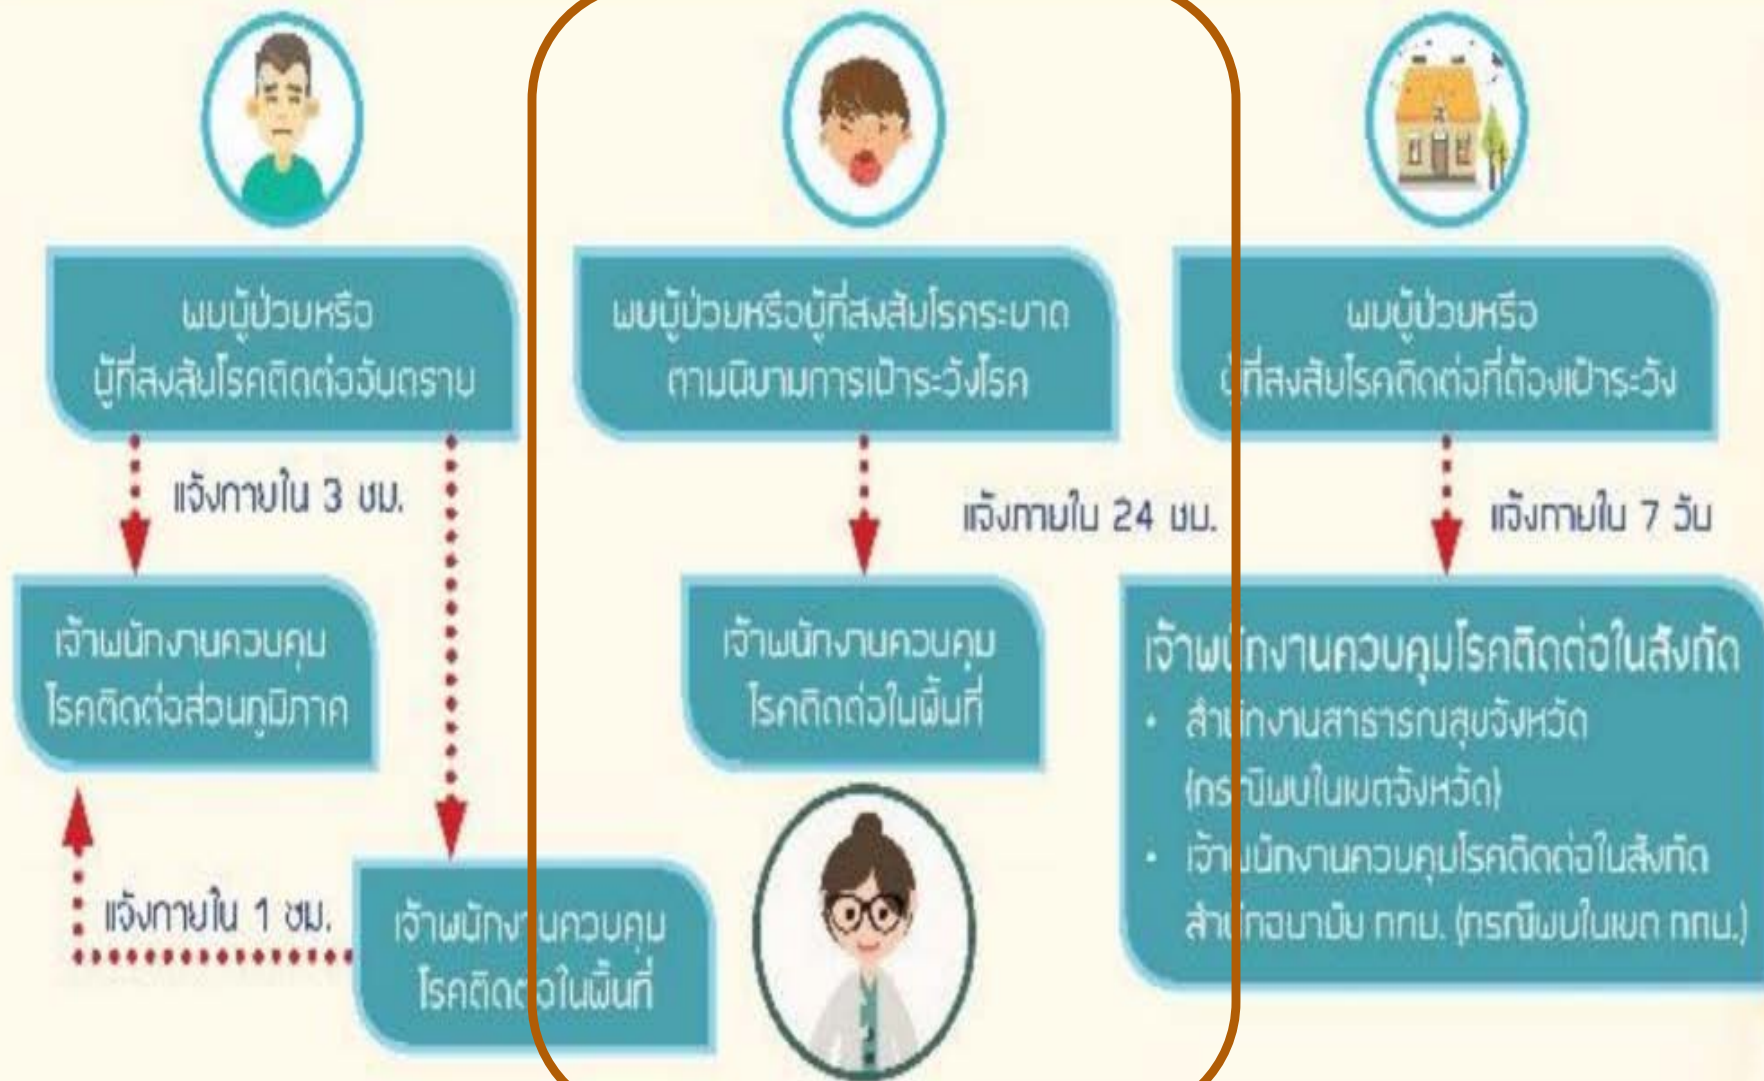 พบผู้ป่วยหรือ
ผู้ที่สงสัยโรคติดต่ออันตราย
แจ้งภายใน 3 ชม.
เจ้าพนักงานควบคุม
โรคติดต่อส่วนภูมิภาค
แจ้งภายใน 1 ชม.
เจ้าพนักงานควบคุม
โรคติดต่อในพื้นที่
พบผู้ป่วยหรือผู้ที่สงสัยโรคระบาด
ตามนิยามการเฝ้าระวังโรค
แจ้งภายใน 24 ชม.
เจ้าพนักงานควบคุม
โรคติดต่อในพื้นที่
พบผู้ป่วยหรือ
ผู้ที่สงสัยโรคติดต่อที่ต้องเฝ้าระวัง
แจ้งภายใน 7 วัน
เจ้าพนักงานควบคุมโรคติดต่อในสังกัด
• สำนักงานสาธารณสุขจังหวัด
(กรณีพบในเขตจังหวัด)
• เจ้าพนักงานควบคุมโรคติดต่อในสังกัด
สำนักอนามัย กทม. (กรณีพบในเขต กทม.)